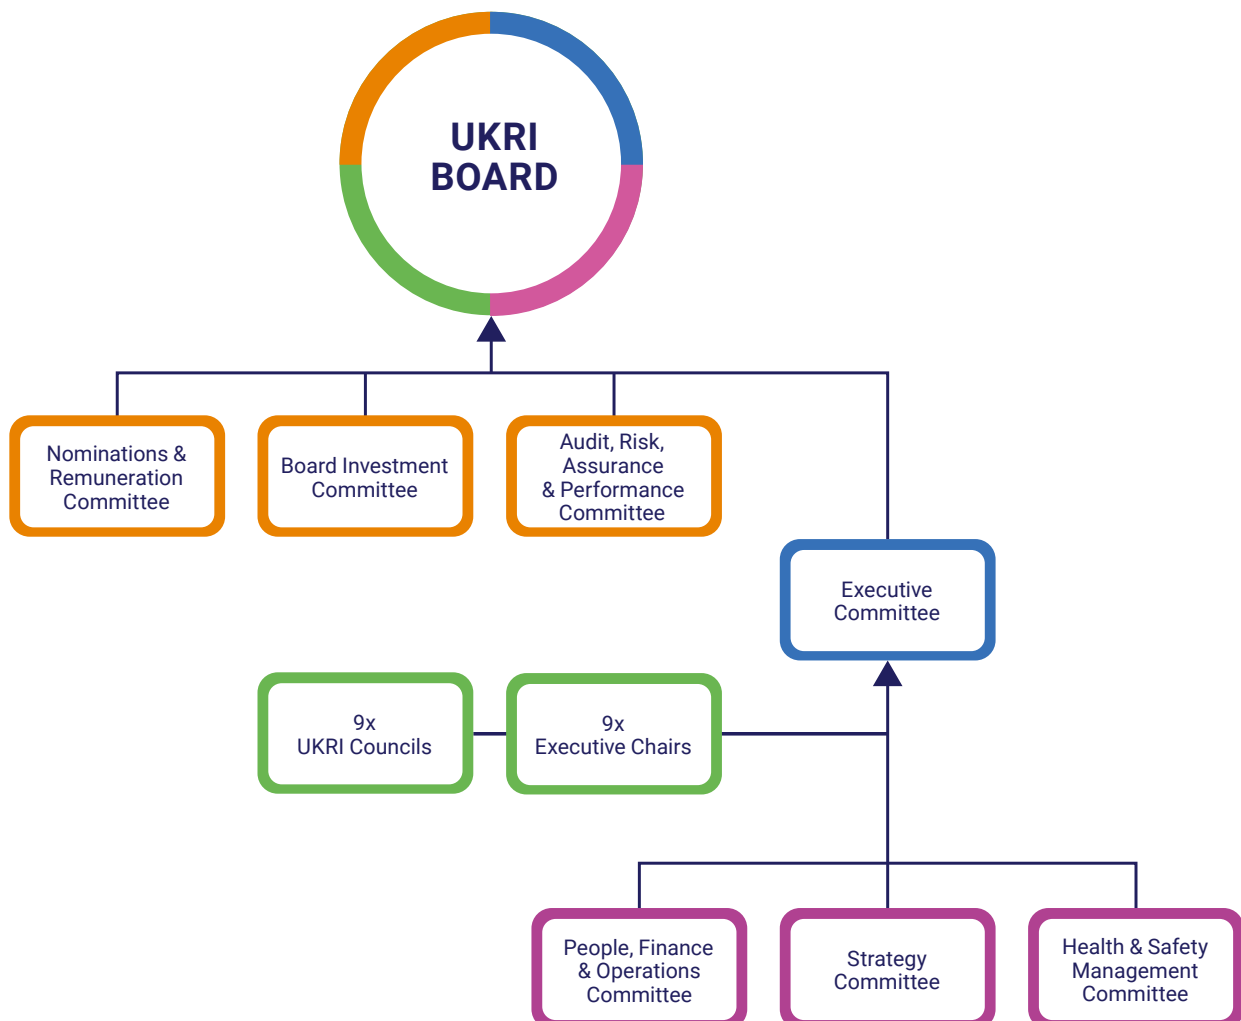 UKRI
BOARD
Nominations &
Remuneration
Committee
Board Investment
Committee
Audit, Risk,
Assurance
& Performance
Committee
Executive
Committee
9x
UKRI Councils
9x
Executive Chairs
People, Finance
& Operations
Committee
Strategy
Committee
Health & Safety
Management
Committee